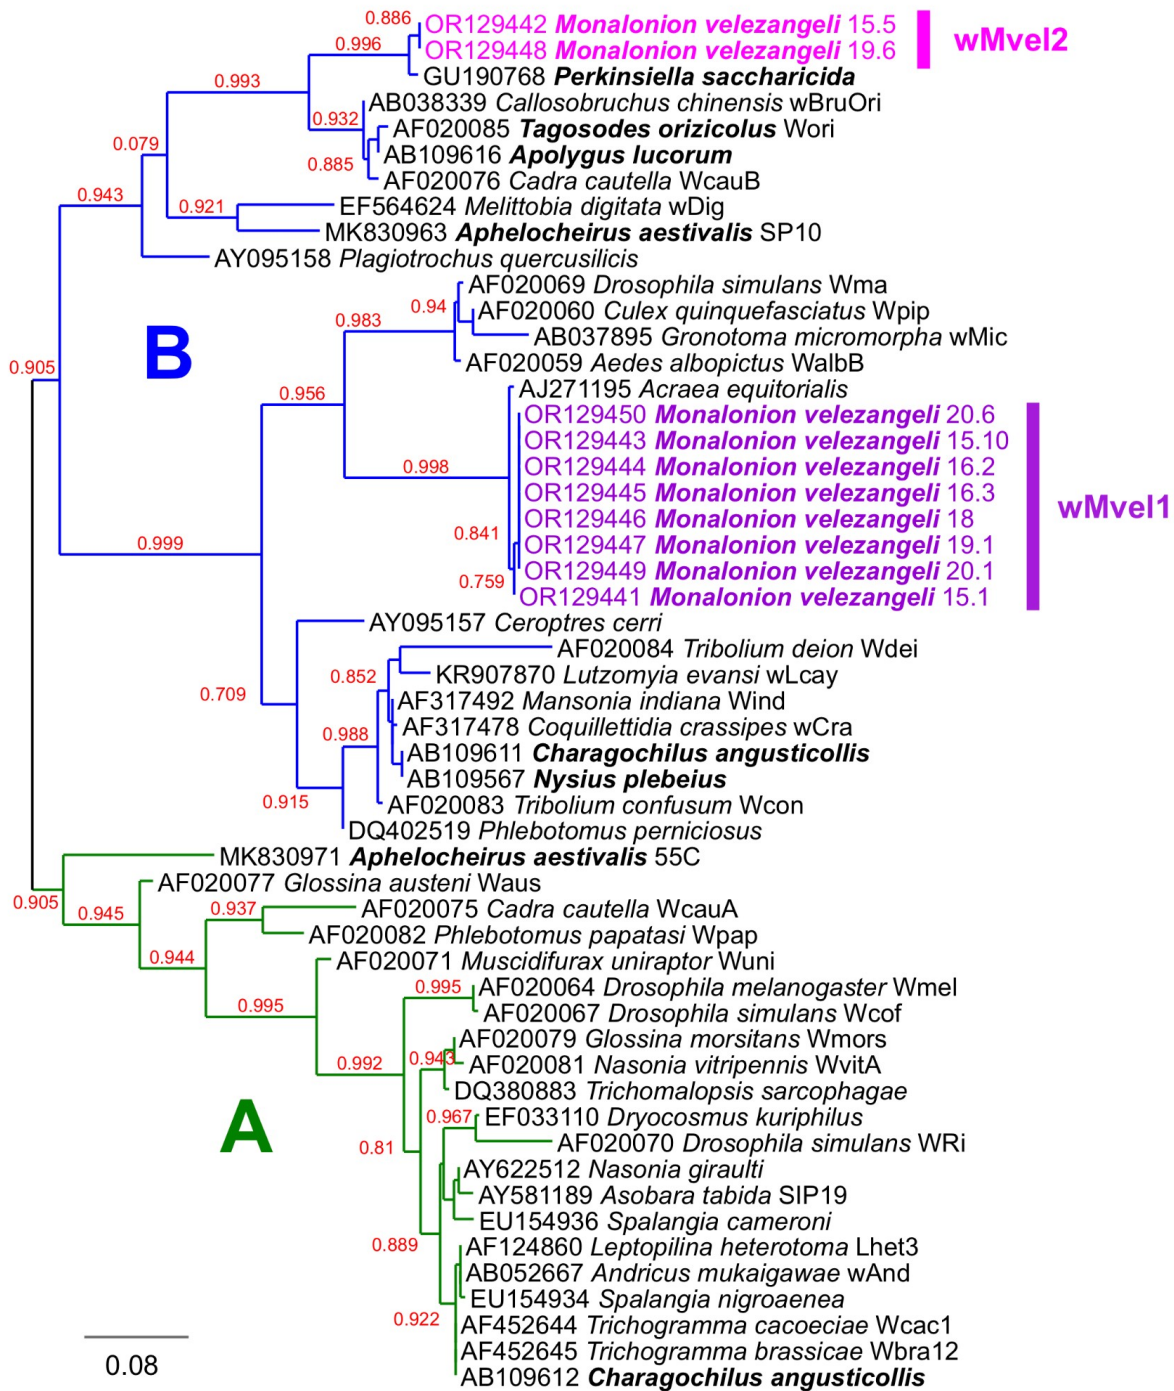 0.886
OR129442 Monalonion velezangeli 15.5
OR129448 Monalonion velezangeli 19.6
wMvel2
0.996
GU190768 Perkinsiella saccharicida
0.993
AB038339 Callosobruchus chinensis wBruOri
0.932
AF020085 Tagosodes orizicolus Wori
0.079
AB109616 Apolygus lucorum
0.885
AF020076 Cadra cautella WcauB
0.943
0.921
EF564624 Melittobia digitata wDig
MK830963 Aphelocheirus aestivalis SP10
AY095158 Plagiotrochus quercusilicis
AF020069 Drosophila simulans Wma
0.94
AF020060 Culex quinquefasciatus Wpip
0.983
AB037895 Gronotoma micromorpha wMic
B
AF020059 Aedes albopictus WalbB
0.905
AJ271195 Acraea equitorialis
0.956
OR129450 Monalonion velezangeli 20.6
OR129443 Monalonion velezangeli 15.10
0.998
OR129444 Monalonion velezangeli 16.2
OR129445 Monalonion velezangeli 16.3
wMvel1
OR129446 Monalonion velezangeli 18
0.841
OR129447 Monalonion velezangeli 19.1
0.999
OR129449 Monalonion velezangeli 20.1
0.759
OR129441 Monalonion velezangeli 15.1
AY095157 Ceroptres cerri
AF020084 Tribolium deion Wdei
0.852
KR907870 Lutzomyia evansi wLcay
0.709
AF317492 Mansonia indiana Wind
AF317478 Coquillettidia crassipes wCra
0.988
AB109611 Charagochilus angusticollis
AB109567 Nysius plebeius
0.915
AF020083 Tribolium confusum Wcon
DQ402519 Phlebotomus perniciosus
MK830971 Aphelocheirus aestivalis 55C
AF020077 Glossina austeni Waus
0.905
0.945
0.937
AF020075 Cadra cautella WcauA
AF020082 Phlebotomus papatasi Wpap
0.944
AF020071 Muscidifurax uniraptor Wuni
0.995
AF020064 Drosophila melanogaster Wmel
0.995
AF020067 Drosophila simulans Wcof
AF020079 Glossina morsitans Wmors
0.992
0.943
AF020081 Nasonia vitripennis WvitA
DQ380883 Trichomalopsis sarcophagae
A
0.967
EF033110 Dryocosmus kuriphilus
0.81
AF020070 Drosophila simulans WRi
AY622512 Nasonia giraulti
AY581189 Asobara tabida SIP19
EU154936 Spalangia cameroni
0.889
AF124860 Leptopilina heterotoma Lhet3
AB052667 Andricus mukaigawae wAnd
EU154934 Spalangia nigroaenea
0.922
AF452644 Trichogramma cacoeciae Wcac1
AF452645 Trichogramma brassicae Wbra12
AB109612 Charagochilus angusticollis
0.08